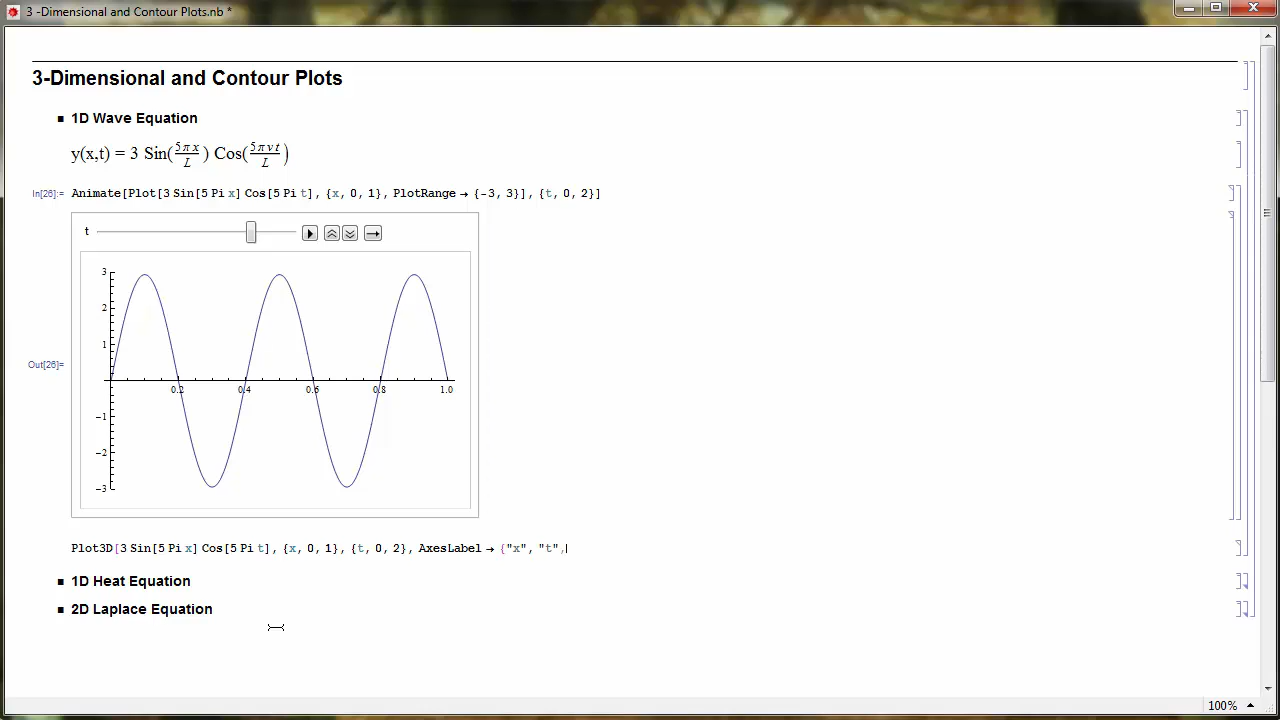 3 -Dimensional and Contour Plots.nb *
3-Dimensional and Contour Plots
1D Wave Equation
y(x,t) = 3 Sin(5πx/L) Cos(5πvt/L)
In[26]:= Animate[Plot[3 Sin[5 Pi x] Cos[5 Pi t], {x, 0, 1}, PlotRange → {-3, 3}], {t, 0, 2}]
t
3
2
1
0.2 0.4 0.6 0.8 1.0
-1
-2
-3
Out[26]=
Plot3D[3 Sin[5 Pi x] Cos[5 Pi t], {x, 0, 1}, {t, 0, 2}, AxesLabel → {"x", "t",
1D Heat Equation
2D Laplace Equation
100%